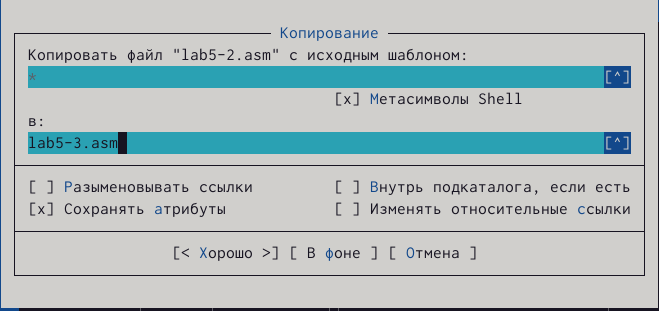 Копирование
Копировать файл "lab5-2.asm" с исходным шаблоном:
* [^]
[x] Метасимволы Shell
в:
lab5-3.asm [^]
[ ] Разыменовывать ссылки [ ] Внутрь подкаталога, если есть
[x] Сохранять атрибуты [ ] Изменять относительные ссылки
[< Хорошо >] [ В фоне ] [ Отмена ]